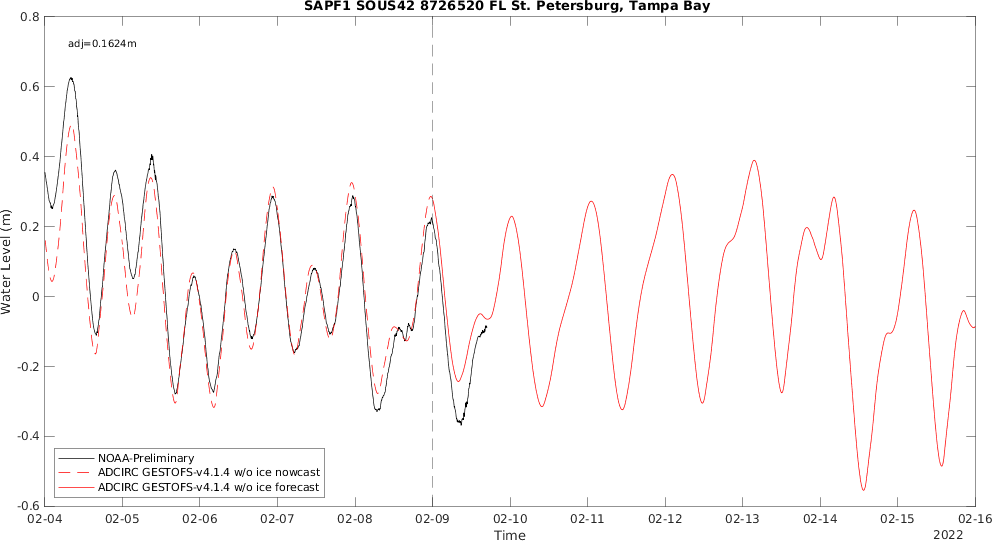 SAPF1 SOUS42 8726520 FL St. Petersburg, Tampa Bay
adj=0.1624m
0.8
0.6
0.4
0.2
0
-0.2
-0.4
-0.6
Water Level (m)
NOAA-Preliminary
ADCIRC GESTOFS-v4.1.4 w/o ice nowcast
ADCIRC GESTOFS-v4.1.4 w/o ice forecast
02-04 02-05 02-06 02-07 02-08 02-09 02-10 02-11 02-12 02-13 02-14 02-15 02-16
Time
2022